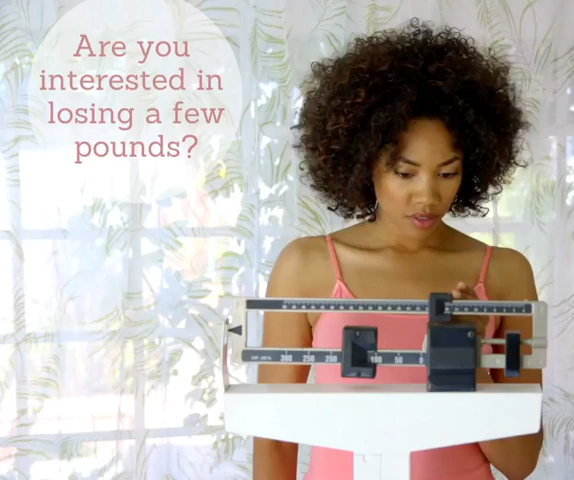 Are you
interested in
losing a few
pounds?
300 250 200 100 50 0